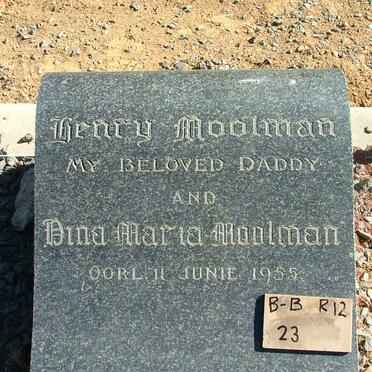 Henry Moolman
MY BELOVED DADDY
AND
Dina Maria Moolman
OORL. 11 JUNIE 1955
B-B R12
23